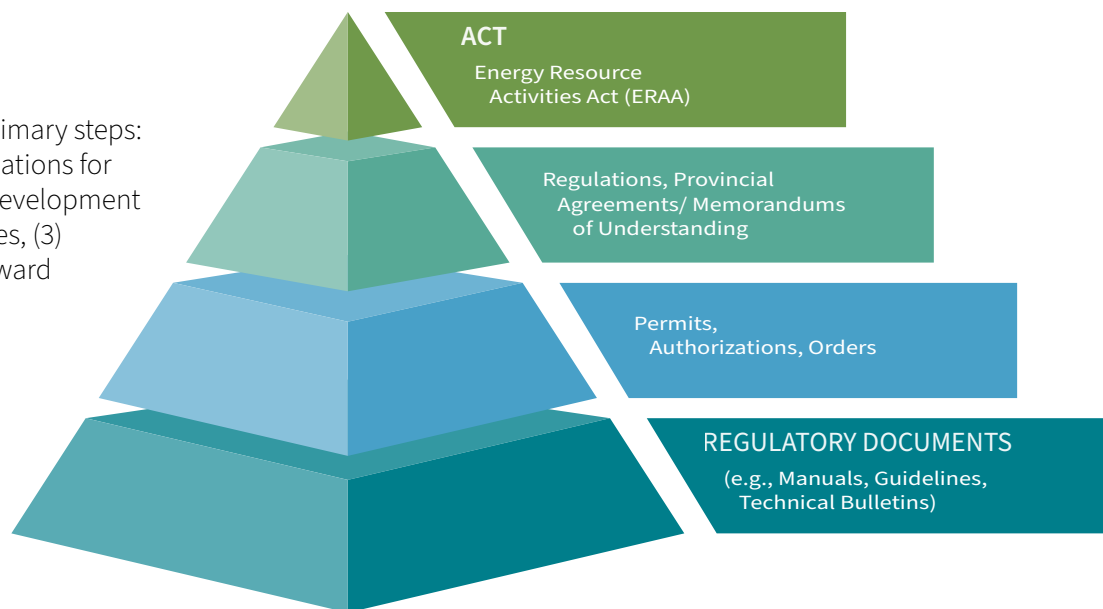 imary steps:
ations for
evelopment
es, (3)
ward
ACT
Energy Resource
Activities Act (ERAA)
Regulations, Provincial
Agreements/ Memorandums
of Understanding
Permits,
Authorizations, Orders
REGULATORY DOCUMENTS
(e.g., Manuals, Guidelines,
Technical Bulletins)